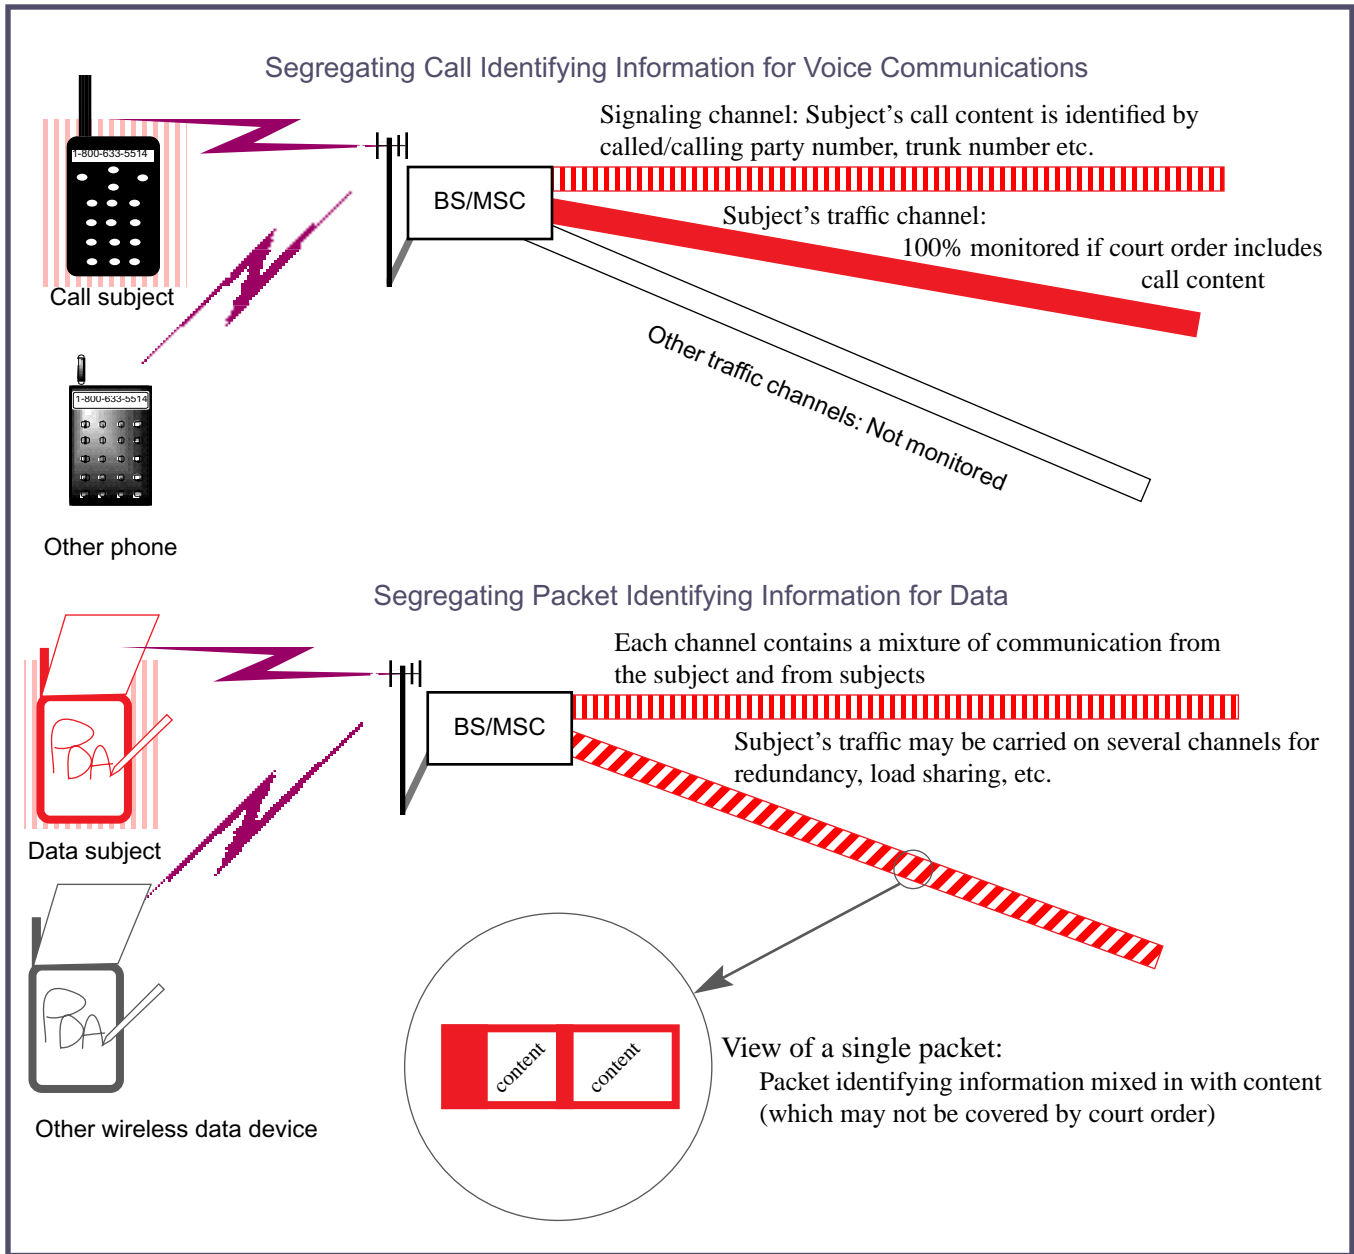 Segregating Call Identifying Information for Voice Communications
Signaling channel: Subject's call content is identified by
called/calling party number, trunk number etc.
1-800-633-5514
BS/MSC
Subject's traffic channel:
100% monitored if court order includes
call content
Call subject
Other traffic channels: Not monitored
1-800-633-5514
Other phone
Segregating Packet Identifying Information for Data
Each channel contains a mixture of communication from
the subject and from subjects
BS/MSC
Subject's traffic may be carried on several channels for
redundancy, load sharing, etc.
PDA
Data subject
PDA
content
content
View of a single packet:
Packet identifying information mixed in with content
(which may not be covered by court order)
Other wireless data device